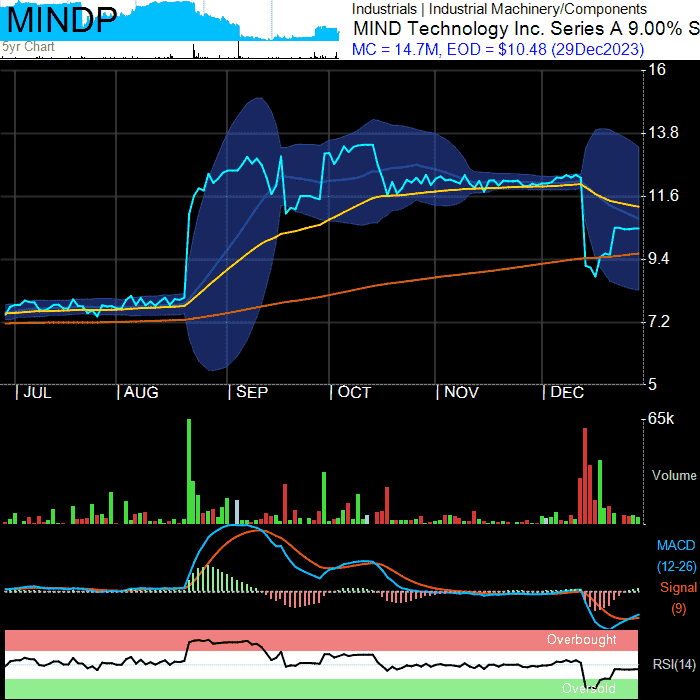 MINDP
5yr Chart
Industrials | Industrial Machinery/Components
MIND Technology Inc. Series A 9.00% S
MC = 14.7M, EOD = $10.48 (29Dec2023)
16
13.8
11.6
9.4
7.2
5
JUL
AUG
SEP
OCT
NOV
DEC
65k
Volume
MACD
(12-26)
Signal
(9)
Overbought
RSI(14)
Oversold